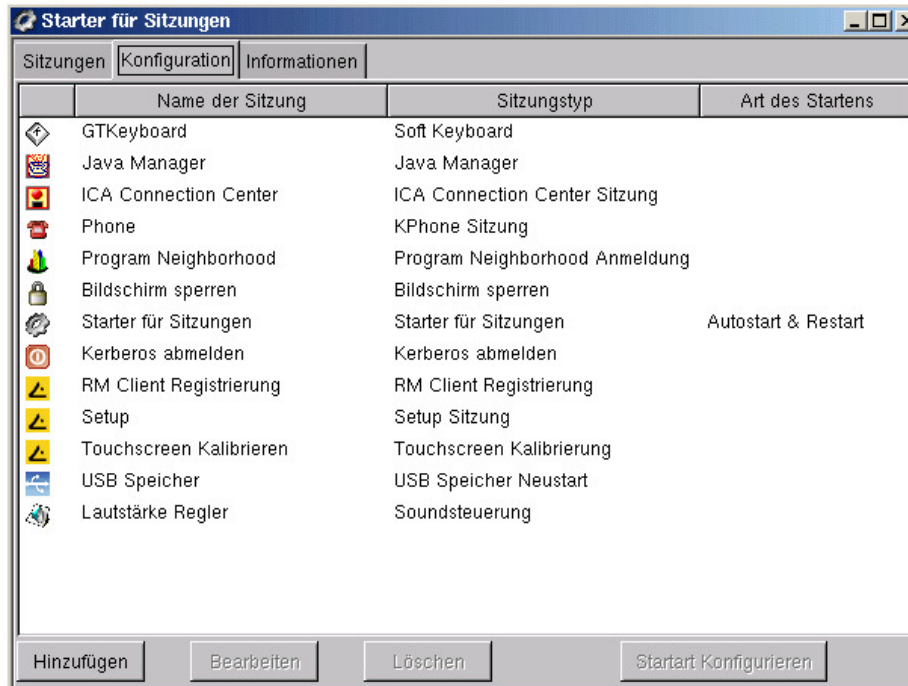 Starter für Sitzungen
Sitzungen Konfiguration Informationen
Name der Sitzung Sitzungstyp Art des Startens
GTKeyboard Soft Keyboard
Java Manager Java Manager
ICA Connection Center ICA Connection Center Sitzung
Phone KPhone Sitzung
Program Neighborhood Program Neighborhood Anmeldung
Bildschirm sperren Bildschirm sperren
Starter für Sitzungen Starter für Sitzungen Autostart & Restart
Kerberos abmelden Kerberos abmelden
RM Client Registrierung RM Client Registrierung
Setup Setup Sitzung
Touchscreen Kalibrieren Touchscreen Kalibrierung
USB Speicher USB Speicher Neustart
Lautstärke Regler Soundsteuerung
Hinzufügen Bearbeiten Löschen Startart Konfigurieren